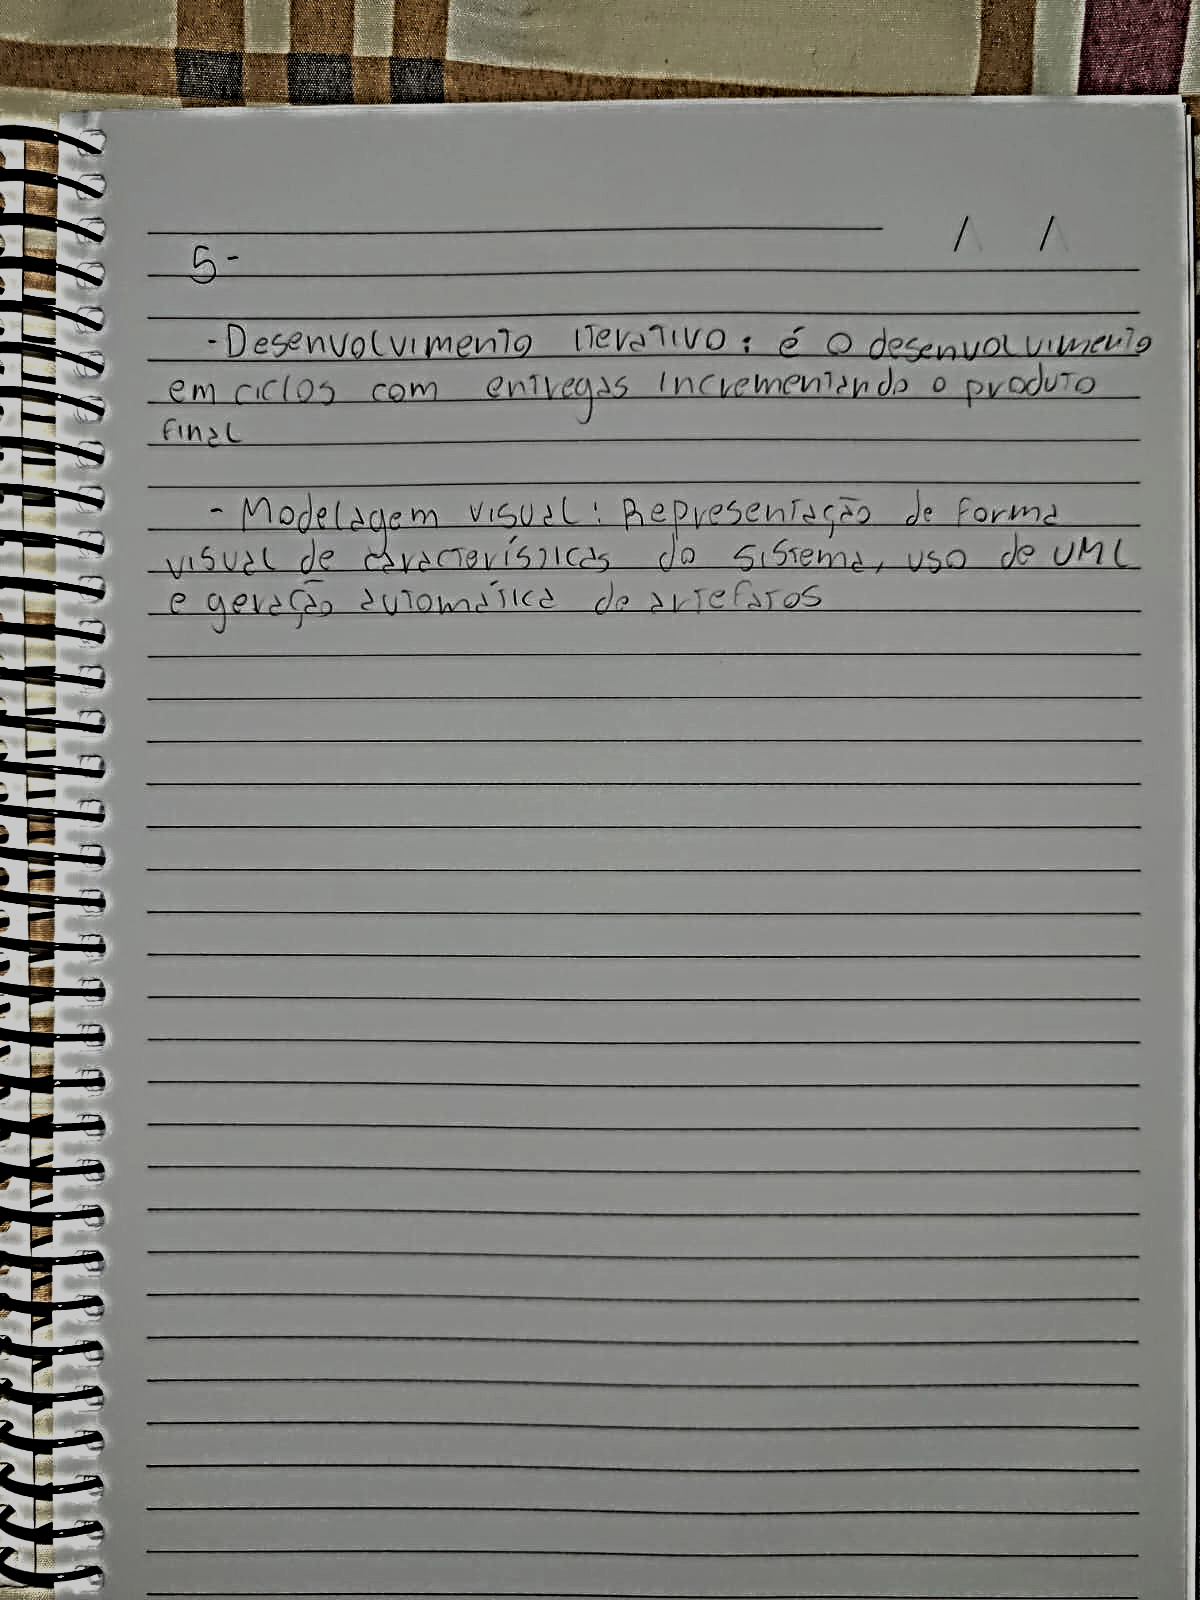 / /
5-
-Desenvolvimento iterativo: é o desenvolvimento
em ciclos com entregas incrementando o produto
final
- Modelagem visual: Representação de forma
visual de característiccas do sistema, uso de UML
e geração automática de artefatos